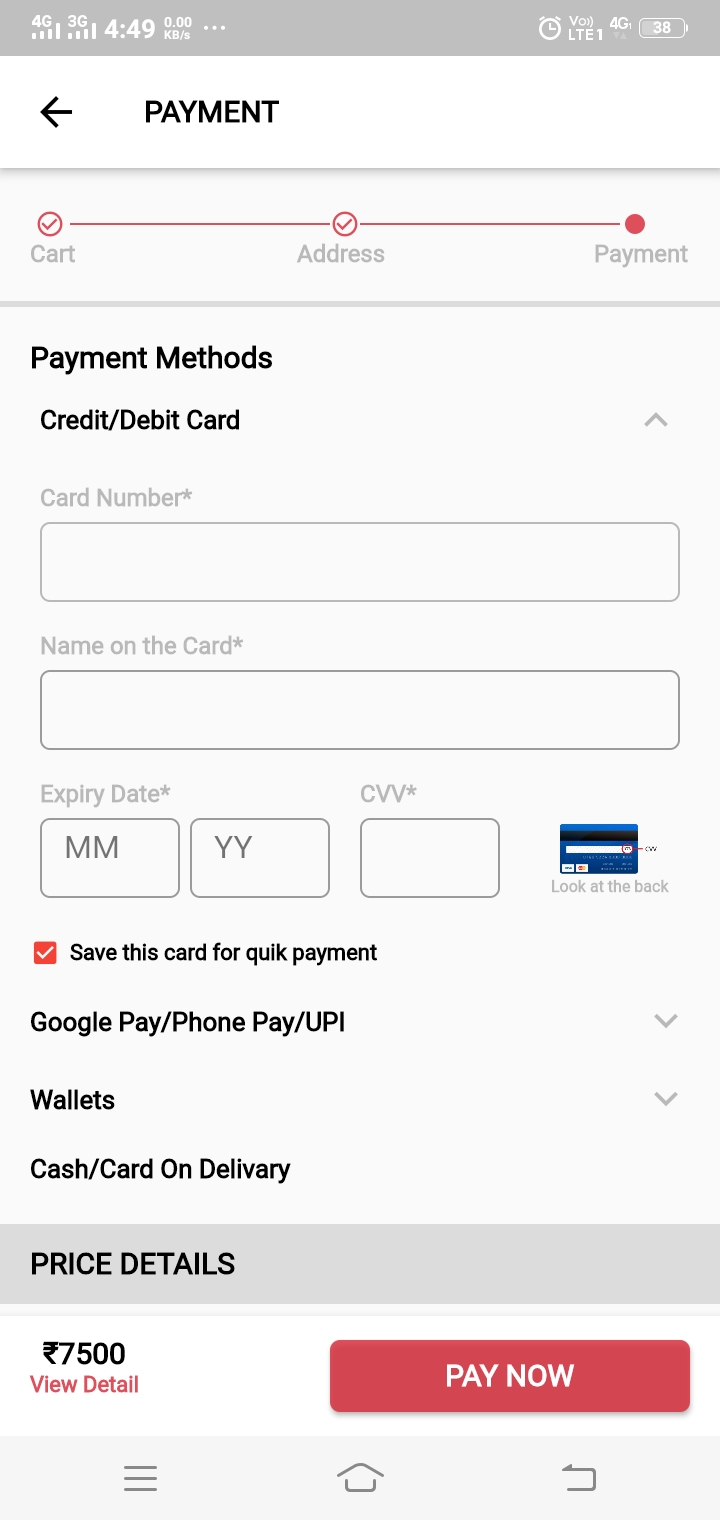 4G 3G 4:49 0.00 KB/s ...
Vo)) LTE1 4G 38
PAYMENT
Cart Address Payment
Payment Methods
Credit/Debit Card
Card Number*
Name on the Card*
Expiry Date* CVV*
MM YY
CVV
Look at the back
Save this card for quik payment
Google Pay/Phone Pay/UPI
Wallets
Cash/Card On Delivary
PRICE DETAILS
₹7500
View Detail
PAY NOW